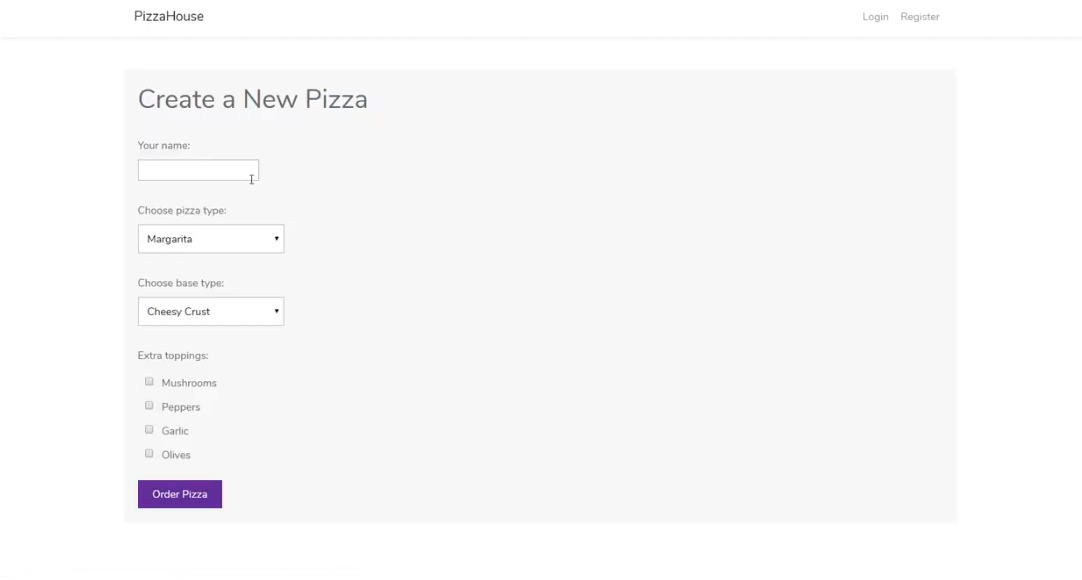 PizzaHouse Login Register
Create a New Pizza
Your name:
Choose pizza type:
Margarita
Choose base type:
Cheesy Crust
Extra toppings:
Mushrooms
Peppers
Garlic
Olives
Order Pizza